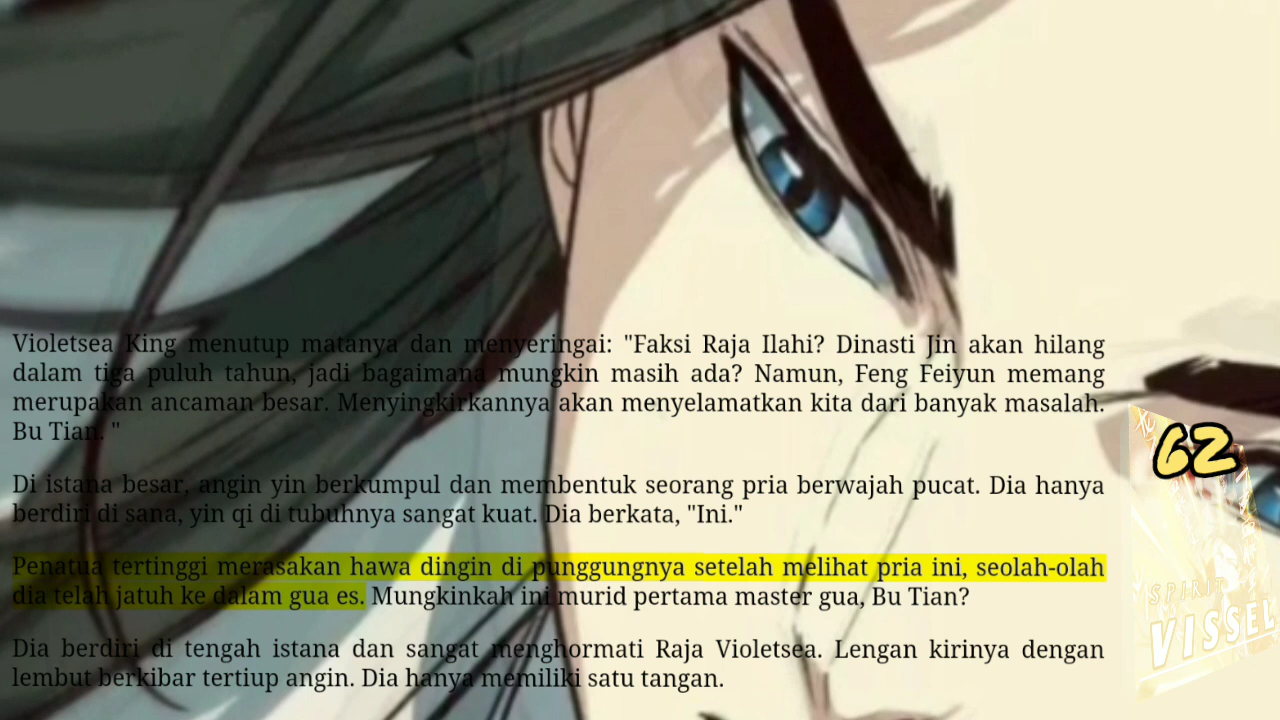 Violetsea King menutup matanya dan menyeringai: "Faksi Raja Ilahi? Dinasti Jin akan hilang
dalam tiga puluh tahun, jadi bagaimana mungkin masih ada? Namun, Feng Feiyun memang
merupakan ancaman besar. Menyingkirkannya akan menyelamatkan kita dari banyak masalah.
Bu Tian. "
Di istana besar, angin yin berkumpul dan membentuk seorang pria berwajah pucat. Dia hanya
berdiri di sana, yin qi di tubuhnya sangat kuat. Dia berkata, "Ini."
Penatua tertinggi merasakan hawa dingin di punggungnya setelah melihat pria ini, seolah-olah
dia telah jatuh ke dalam gua es. Mungkinkah ini murid pertama master gua, Bu Tian?
Dia berdiri di tengah istana dan sangat menghormati Raja Violetsea. Lengan kirinya dengan
lembut berkibar tertiup angin. Dia hanya memiliki satu tangan.
62
SPIRIT
VISSEL